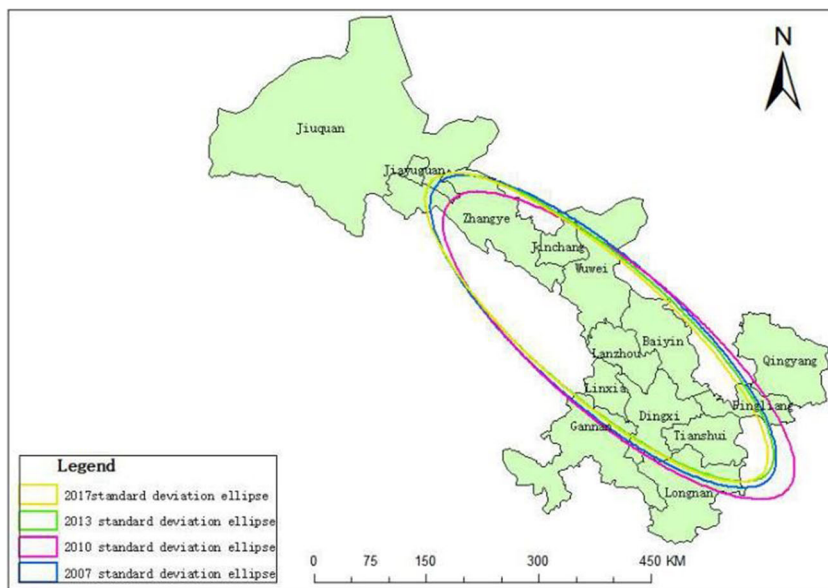 N
Jiuquan
Jiayuguan
Zhangye
Jinchang
Wuwei
Baiyin
Lanzhou
Qingyang
Linxia
Pingliang
Dingxi
Gannan
Tianshui
Longnan
Legend
2017standard deviation ellipse
2013 standard deviation ellipse
2010 standard deviation ellipse
2007 standard deviation ellipse
0 75 150 300 450 KM